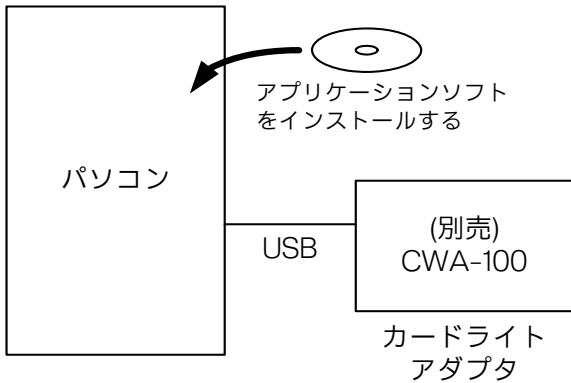 アプリケーションソフト
をインストールする
パソコン
USB
(別売)
CWA-100
カードライト
アダプタ